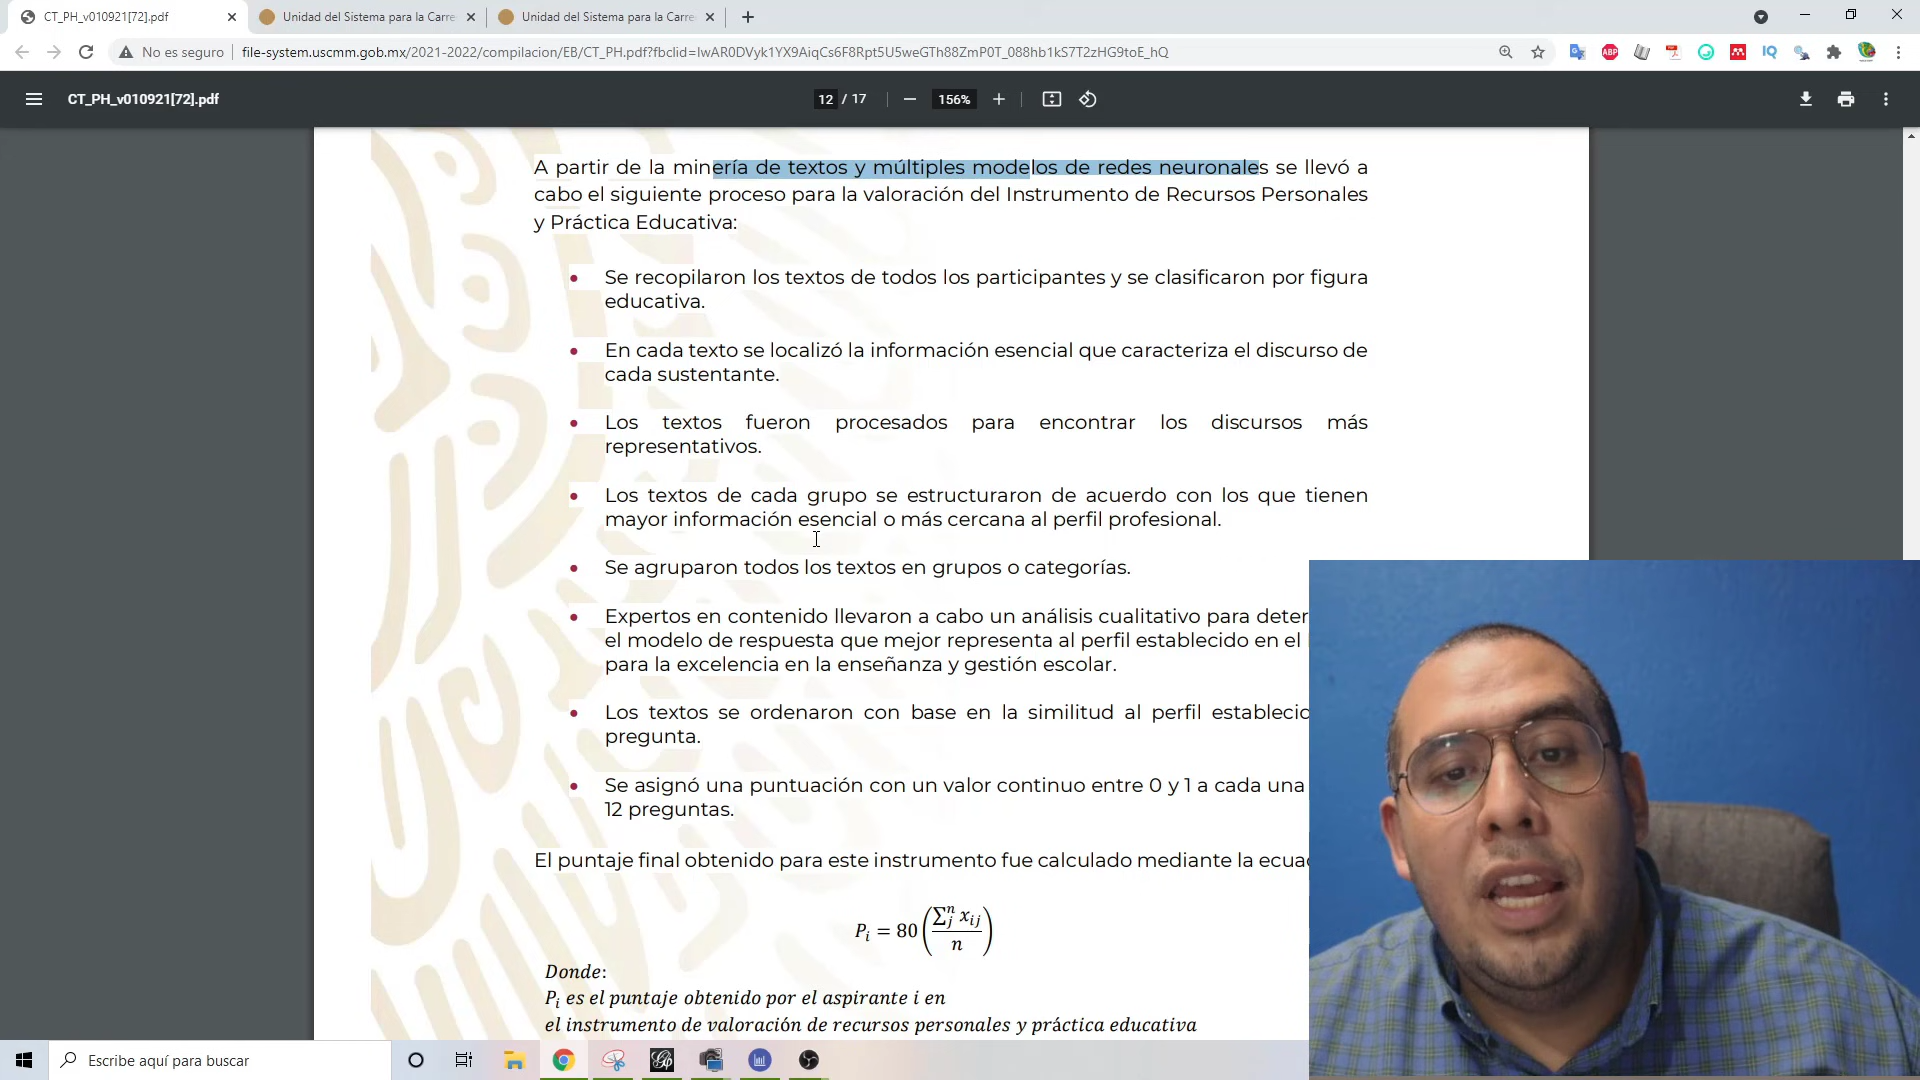 CT_PH_v010921[72].pdf
Unidad del Sistema para la Carre
Unidad del Sistema para la Carre
No es seguro
file-system.uscmm.gob.mx/2021-2022/compilacion/EB/CT_PH.pdf?fbclid=IwAR0DVyk1YX9AiqCs6F8Rpt5U5weGTh88ZmP0T_088hb1kS7T2zHG9toE_hQ
ABP
IQ
CT_PH_v010921[72].pdf
12 / 17
156%
A partir de la minería de textos y múltiples modelos de redes neuronales se llevó a
cabo el siguiente proceso para la valoración del Instrumento de Recursos Personales
y Práctica Educativa:
• Se recopilaron los textos de todos los participantes y se clasificaron por figura
educativa.
• En cada texto se localizó la información esencial que caracteriza el discurso de
cada sustentante.
• Los textos fueron procesados para encontrar los discursos más
representativos.
• Los textos de cada grupo se estructuraron de acuerdo con los que tienen
mayor información esencial o más cercana al perfil profesional.
• Se agruparon todos los textos en grupos o categorías.
• Expertos en contenido llevaron a cabo un análisis cualitativo para deter
el modelo de respuesta que mejor representa al perfil establecido en el
para la excelencia en la enseñanza y gestión escolar.
• Los textos se ordenaron con base en la similitud al perfil establecid
pregunta.
• Se asignó una puntuación con un valor continuo entre 0 y 1 a cada una
12 preguntas.
El puntaje final obtenido para este instrumento fue calculado mediante la ecua
P_i = 80 (∑_j^n x_ij / n)
Donde:
P_i es el puntaje obtenido por el aspirante i en
el instrumento de valoración de recursos personales y práctica educativa
Escribe aquí para buscar